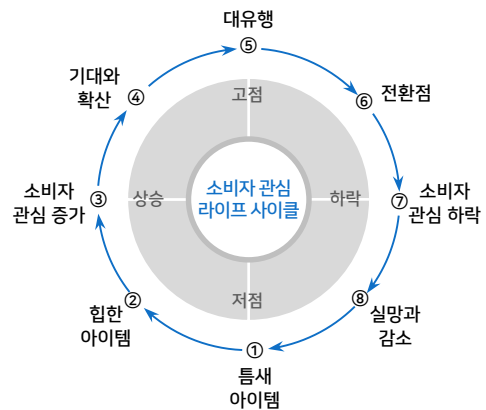 대유행
⑤
기대와
확산
④
⑥
전환점
고점
소비자
관심 증가
③
상승
소비자 관심
라이프 사이클
하락
⑦
소비자
관심 하락
저점
②
힙한
아이템
⑧
실망과
감소
①
틈새
아이템